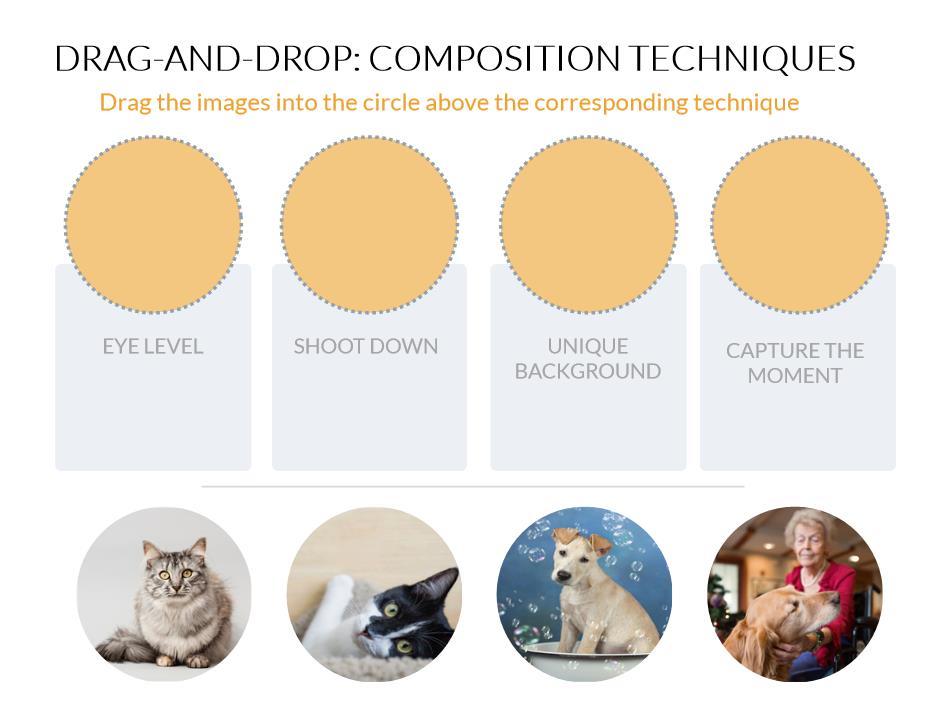 DRAG-AND-DROP: COMPOSITION TECHNIQUES
Drag the images into the circle above the corresponding technique
EYE LEVEL
SHOOT DOWN
UNIQUE
BACKGROUND
CAPTURE THE
MOMENT